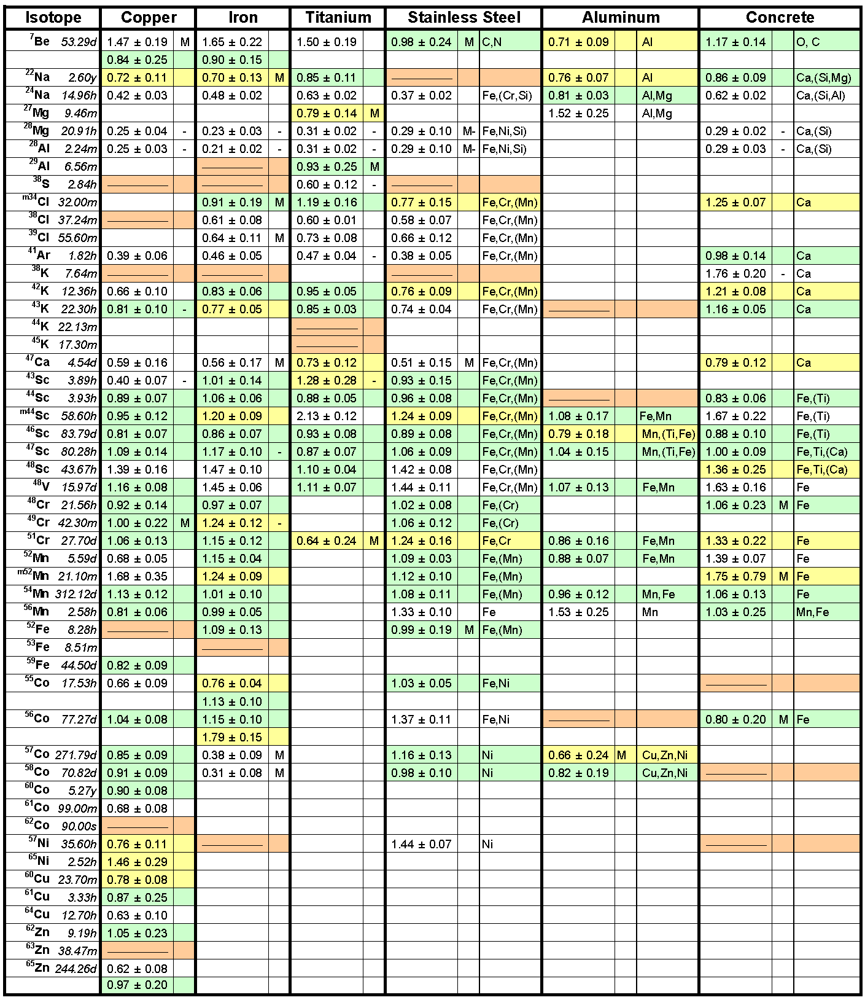 Isotope Copper Iron Titanium Stainless Steel Aluminum Concrete
7Be 53.29d 1.47 ± 0.19 M 1.65 ± 0.22 1.50 ± 0.19 0.98 ± 0.24 M C,N 0.71 ± 0.09 Al 1.17 ± 0.14 O, C
0.84 ± 0.25 0.90 ± 0.15
22Na 2.60y 0.72 ± 0.11 0.70 ± 0.13 M 0.85 ± 0.11 ——— 0.76 ± 0.07 Al 0.86 ± 0.09 Ca,(Si,Mg)
24Na 14.96h 0.42 ± 0.03 0.48 ± 0.02 0.63 ± 0.02 0.37 ± 0.02 Fe,(Cr,Si) 0.81 ± 0.03 Al,Mg 0.62 ± 0.02 Ca,(Si,Al)
27Mg 9.46m 0.79 ± 0.14 M 1.52 ± 0.25 Al,Mg
28Mg 20.91h 0.25 ± 0.04 - 0.23 ± 0.03 - 0.31 ± 0.02 - 0.29 ± 0.10 M- Fe,Ni,Si) 0.29 ± 0.02 - Ca,(Si)
28Al 2.24m 0.25 ± 0.03 - 0.21 ± 0.02 - 0.31 ± 0.02 - 0.29 ± 0.10 M- Fe,Ni,Si) 0.29 ± 0.03 - Ca,(Si)
29Al 6.56m ——— 0.93 ± 0.25 M
38S 2.84h ——— ——— 0.60 ± 0.12 - ———
m34Cl 32.00m 0.91 ± 0.19 M 1.19 ± 0.16 0.77 ± 0.15 Fe,Cr,(Mn) 1.25 ± 0.07 Ca
38Cl 37.24m ——— 0.61 ± 0.08 0.60 ± 0.01 0.58 ± 0.07 Fe,Cr,(Mn)
39Cl 55.60m 0.64 ± 0.11 M 0.73 ± 0.08 0.66 ± 0.12 Fe,Cr,(Mn)
41Ar 1.82h 0.39 ± 0.06 0.46 ± 0.05 0.47 ± 0.04 - 0.38 ± 0.05 Fe,Cr,(Mn) 0.98 ± 0.14 Ca
38K 7.64m ——— ——— ——— 1.76 ± 0.20 - Ca
42K 12.36h 0.66 ± 0.10 0.83 ± 0.06 0.95 ± 0.05 0.76 ± 0.09 Fe,Cr,(Mn) 1.21 ± 0.08 Ca
43K 22.30h 0.81 ± 0.10 - 0.77 ± 0.05 0.85 ± 0.03 0.74 ± 0.04 Fe,Cr,(Mn) ——— 1.16 ± 0.05 Ca
44K 22.13m ———
45K 17.30m ———
47Ca 4.54d 0.59 ± 0.16 0.56 ± 0.17 M 0.73 ± 0.12 0.51 ± 0.15 M Fe,Cr,(Mn) 0.79 ± 0.12 Ca
43Sc 3.89h 0.40 ± 0.07 - 1.01 ± 0.14 1.28 ± 0.28 - 0.93 ± 0.15 Fe,Cr,(Mn)
44Sc 3.93h 0.89 ± 0.07 1.06 ± 0.06 0.88 ± 0.05 0.96 ± 0.08 Fe,Cr,(Mn) ——— 0.83 ± 0.06 Fe,(Ti)
m44Sc 58.60h 0.95 ± 0.12 1.20 ± 0.09 2.13 ± 0.12 1.24 ± 0.09 Fe,Cr,(Mn) 1.08 ± 0.17 Fe,Mn 1.67 ± 0.22 Fe,(Ti)
46Sc 83.79d 0.81 ± 0.07 0.86 ± 0.07 0.93 ± 0.08 0.89 ± 0.08 Fe,Cr,(Mn) 0.79 ± 0.18 Mn,(Ti,Fe) 0.88 ± 0.10 Fe,(Ti)
47Sc 80.28h 1.09 ± 0.14 1.17 ± 0.10 - 0.87 ± 0.07 1.06 ± 0.09 Fe,Cr,(Mn) 1.04 ± 0.15 Mn,(Ti,Fe) 1.00 ± 0.09 Fe,Ti,(Ca)
48Sc 43.67h 1.39 ± 0.16 1.47 ± 0.10 1.10 ± 0.04 1.42 ± 0.08 Fe,Cr,(Mn) 1.36 ± 0.25 Fe,Ti,(Ca)
48V 15.97d 1.16 ± 0.08 1.45 ± 0.06 1.11 ± 0.07 1.44 ± 0.11 Fe,Cr,(Mn) 1.07 ± 0.13 Fe,Mn 1.63 ± 0.16 Fe
48Cr 21.56h 0.92 ± 0.14 0.97 ± 0.07 1.02 ± 0.08 Fe,(Cr) 1.06 ± 0.23 M Fe
49Cr 42.30m 1.00 ± 0.22 M 1.24 ± 0.12 - 1.06 ± 0.12 Fe,(Cr)
51Cr 27.70d 1.06 ± 0.13 1.15 ± 0.12 0.64 ± 0.24 M 1.24 ± 0.16 Fe,Cr 0.86 ± 0.16 Fe,Mn 1.33 ± 0.22 Fe
52Mn 5.59d 0.68 ± 0.05 1.15 ± 0.04 1.09 ± 0.03 Fe,(Mn) 0.88 ± 0.07 Fe,Mn 1.39 ± 0.07 Fe
m52Mn 21.10m 1.68 ± 0.35 1.24 ± 0.09 1.12 ± 0.10 Fe,(Mn) 1.75 ± 0.79 M Fe
54Mn 312.12d 1.13 ± 0.12 1.01 ± 0.10 1.08 ± 0.11 Fe,(Mn) 0.96 ± 0.12 Mn,Fe 1.06 ± 0.13 Fe
56Mn 2.58h 0.81 ± 0.06 0.99 ± 0.05 1.33 ± 0.10 Fe 1.53 ± 0.25 Mn 1.03 ± 0.25 Mn,Fe
52Fe 8.28h ——— 1.09 ± 0.13 0.99 ± 0.19 M Fe,(Mn)
53Fe 8.51m ———
59Fe 44.50d 0.82 ± 0.09
55Co 17.53h 0.66 ± 0.09 0.76 ± 0.04 1.03 ± 0.05 Fe,Ni ———
1.13 ± 0.10
56Co 77.27d 1.04 ± 0.08 1.15 ± 0.10 1.37 ± 0.11 Fe,Ni ——— 0.80 ± 0.20 M Fe
1.79 ± 0.15
57Co 271.79d 0.85 ± 0.09 0.38 ± 0.09 M 1.16 ± 0.13 Ni 0.66 ± 0.24 M Cu,Zn,Ni
58Co 70.82d 0.91 ± 0.09 0.31 ± 0.08 M 0.98 ± 0.10 Ni 0.82 ± 0.19 Cu,Zn,Ni ———
60Co 5.27y 0.90 ± 0.08
61Co 99.00m 0.68 ± 0.08
62Co 90.00s ———
57Ni 35.60h 0.76 ± 0.11 ——— 1.44 ± 0.07 Ni ———
65Ni 2.52h 1.46 ± 0.29
60Cu 23.70m 0.78 ± 0.08
61Cu 3.33h 0.87 ± 0.25
64Cu 12.70h 0.63 ± 0.10
62Zn 9.19h 1.05 ± 0.23
63Zn 38.47m ———
65Zn 244.26d 0.62 ± 0.08
0.97 ± 0.20